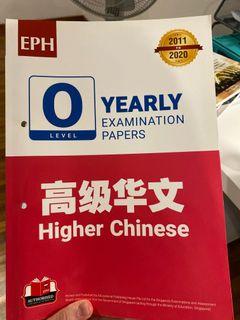 EPH
2011
2020
O
LEVEL
YEARLY
EXAMINATION
PAPERS
高级华文
Higher Chinese
AUTHORISED